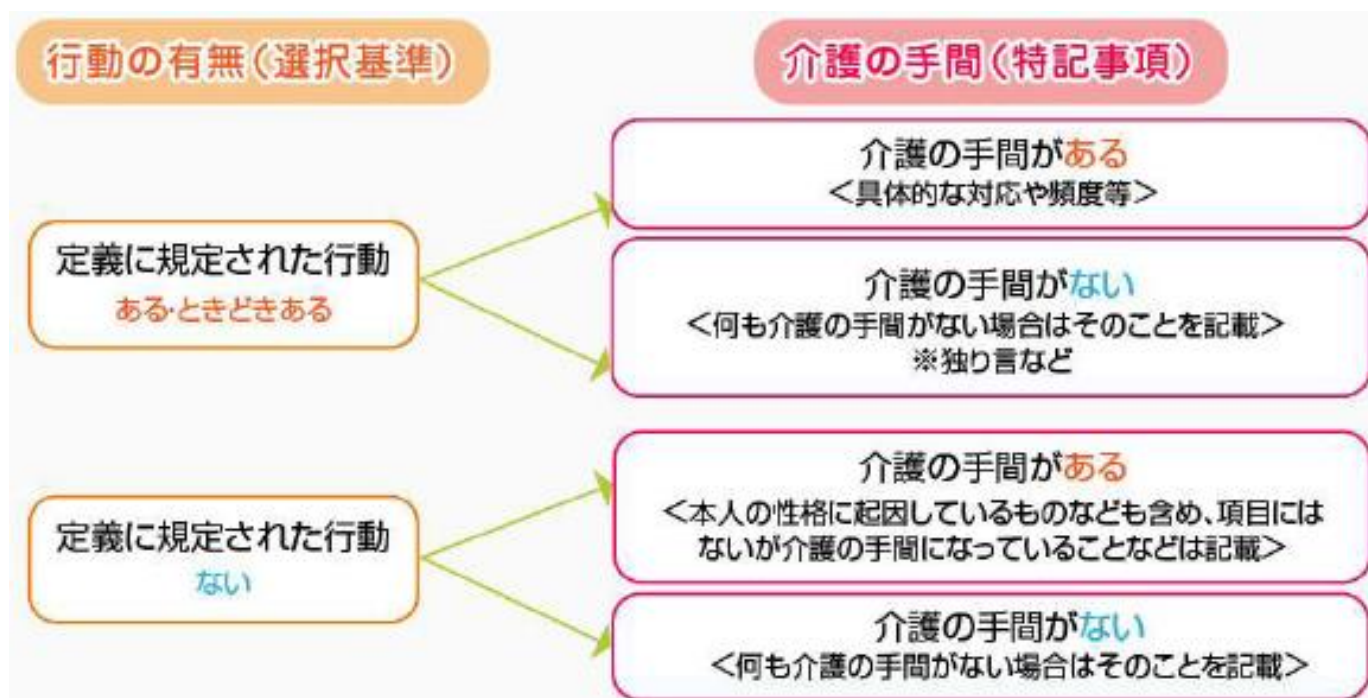 行動の有無（選択基準）
介護の手間（特記事項）
定義に規定された行動
ある・ときどきある
介護の手間がある
＜具体的な対応や頻度等＞
介護の手間がない
＜何も介護の手間がない場合はそのことを記載＞
※独り言など
定義に規定された行動
ない
介護の手間がある
＜本人の性格に起因しているものなども含め、項目には
ないが介護の手間になっていることなどは記載＞
介護の手間がない
＜何も介護の手間がない場合はそのことを記載＞